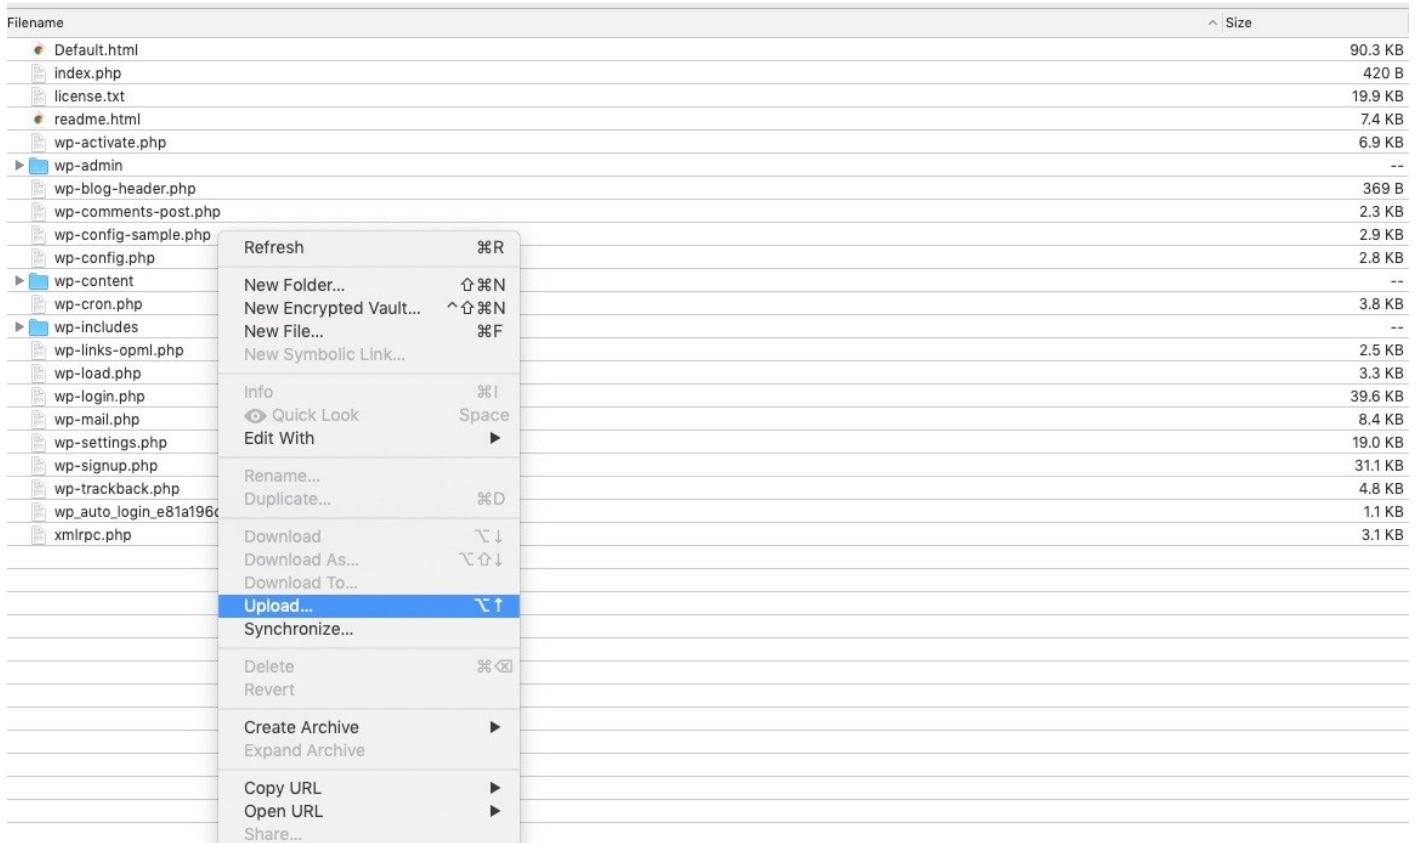 Filename Size
Default.html 90.3 KB
index.php 420 B
license.txt 19.9 KB
readme.html 7.4 KB
wp-activate.php 6.9 KB
wp-admin --
wp-blog-header.php 369 B
wp-comments-post.php 2.3 KB
wp-config-sample.php 2.9 KB
wp-config.php 2.8 KB
wp-content --
wp-cron.php 3.8 KB
wp-includes --
wp-links-opml.php 2.5 KB
wp-load.php 3.3 KB
wp-login.php 39.6 KB
wp-mail.php 8.4 KB
wp-settings.php 19.0 KB
wp-signup.php 31.1 KB
wp-trackback.php 4.8 KB
wp_auto_login_e81a196 1.1 KB
xmlrpc.php 3.1 KB
Refresh ⌘R
New Folder... ⇧⌘N
New Encrypted Vault... ^⇧⌘N
New File... ⌘F
New Symbolic Link...
Info ⌘I
Quick Look Space
Edit With ▶
Rename...
Duplicate... ⌘D
Download ⌥↓
Download As... ⌥⇧↓
Download To...
Upload... ⌥↑
Synchronize...
Delete ⌘⌫
Revert
Create Archive ▶
Expand Archive
Copy URL ▶
Open URL ▶
Share...